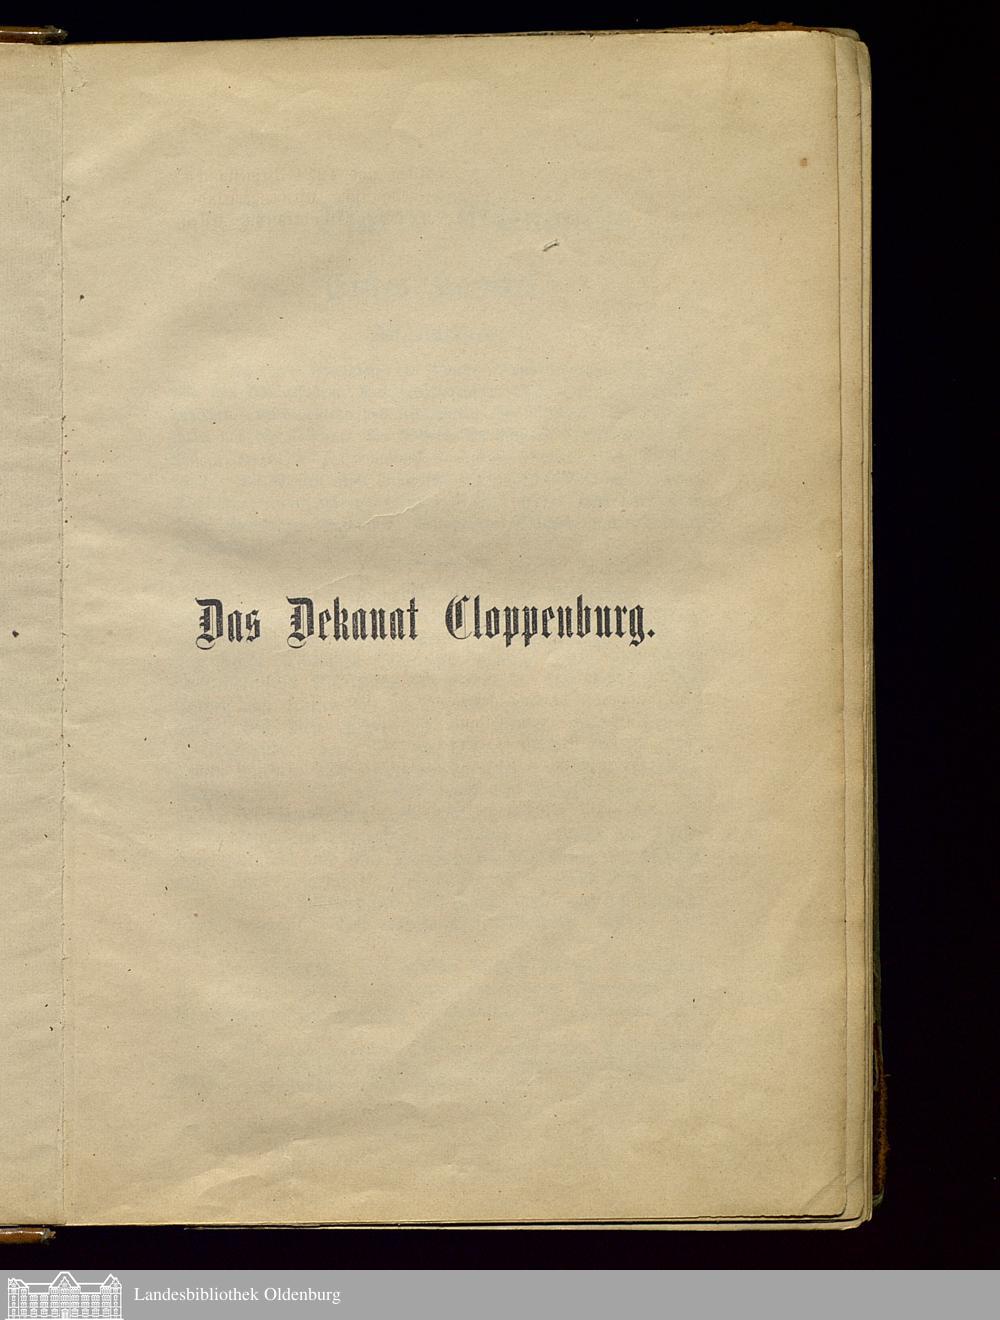 Das Dekanat Cloppenburg.
Landesbibliothek Oldenburg